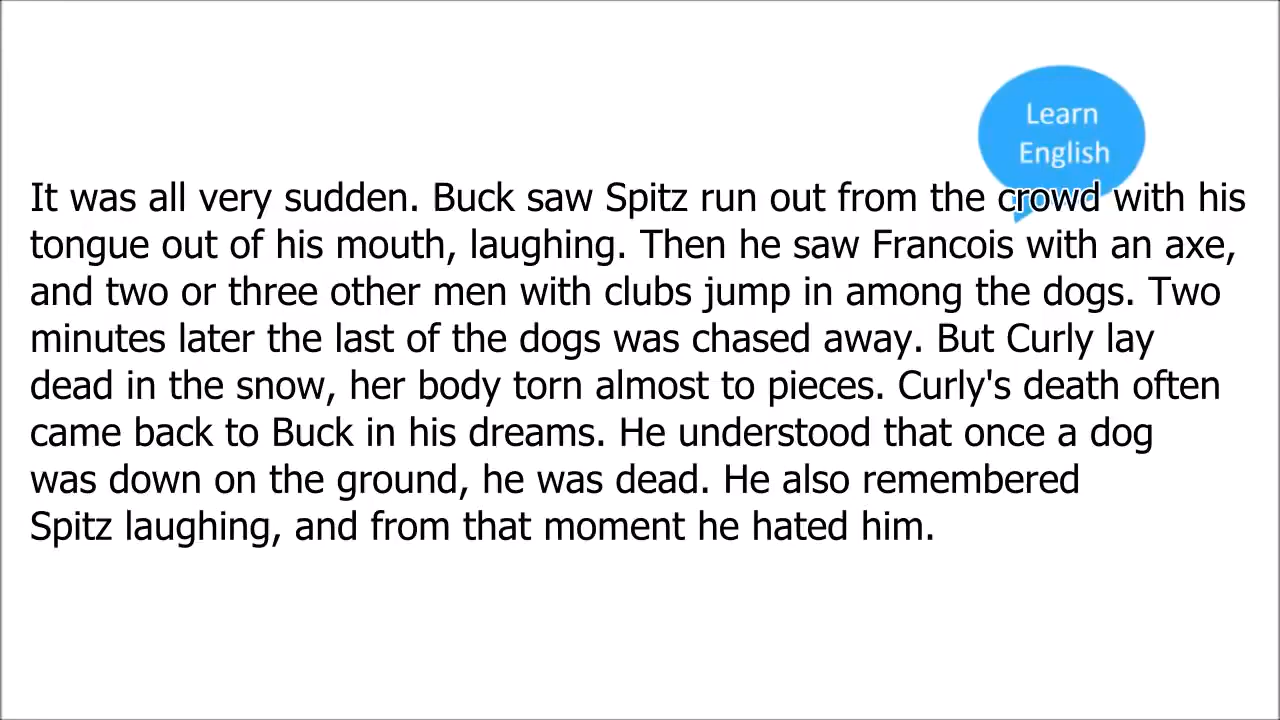 Learn
English
It was all very sudden. Buck saw Spitz run out from the crowd with his
tongue out of his mouth, laughing. Then he saw Francois with an axe,
and two or three other men with clubs jump in among the dogs. Two
minutes later the last of the dogs was chased away. But Curly lay
dead in the snow, her body torn almost to pieces. Curly's death often
came back to Buck in his dreams. He understood that once a dog
was down on the ground, he was dead. He also remembered
Spitz laughing, and from that moment he hated him.